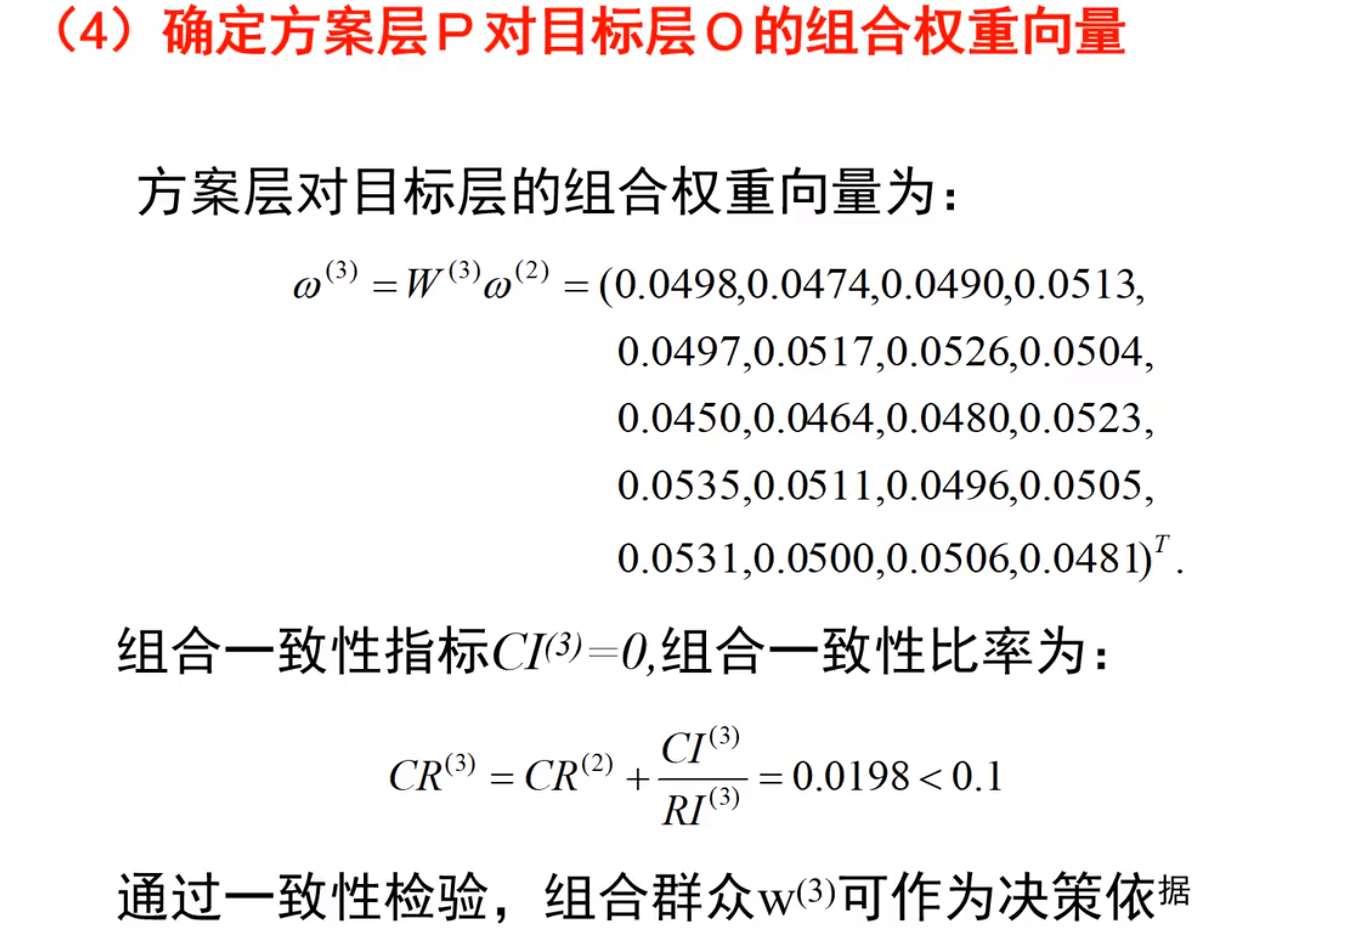 （4）确定方案层P对目标层O的组合权重向量
方案层对目标层的组合权重向量为：
ω⁽³⁾ = W⁽³⁾ω⁽²⁾ = (0.0498,0.0474,0.0490,0.0513,
0.0497,0.0517,0.0526,0.0504,
0.0450,0.0464,0.0480,0.0523,
0.0535,0.0511,0.0496,0.0505,
0.0531,0.0500,0.0506,0.0481)ᵀ.
组合一致性指标CI⁽³⁾=0,组合一致性比率为：
CR⁽³⁾ = CR⁽²⁾ + CI⁽³⁾/RI⁽³⁾ = 0.0198 < 0.1
通过一致性检验，组合群众w⁽³⁾可作为决策依据